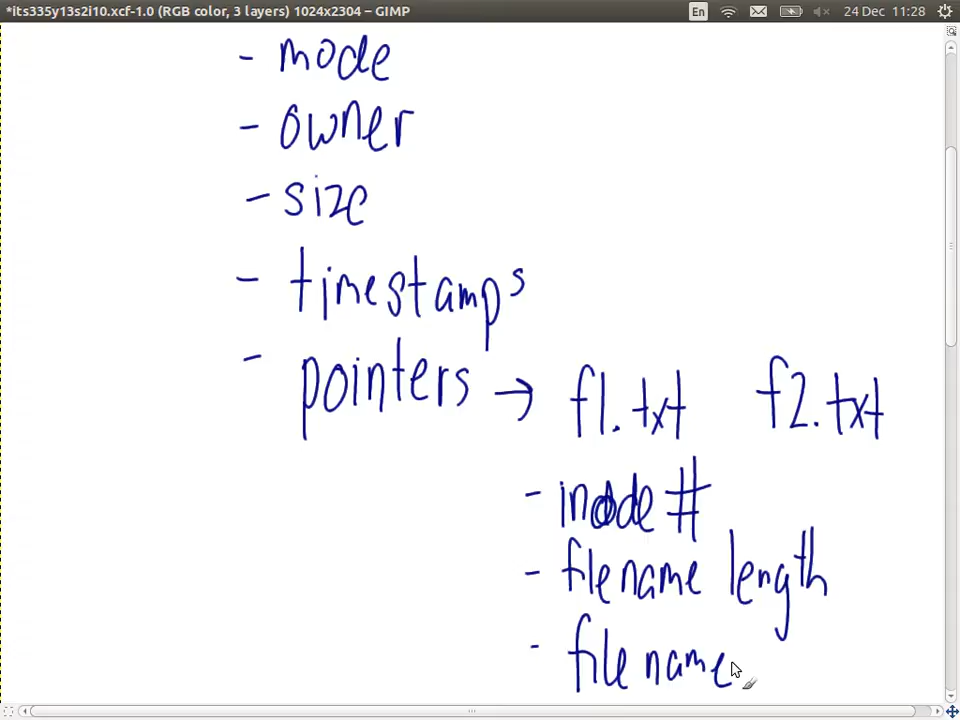 *its335y13s2i10.xcf-1.0 (RGB color, 3 layers) 1024x2304 – GIMP En 24 Dec 11:28
- mode
- owner
- size
- timestamps
- pointers → f1.txt f2.txt
- inode #
- filename length
- filename